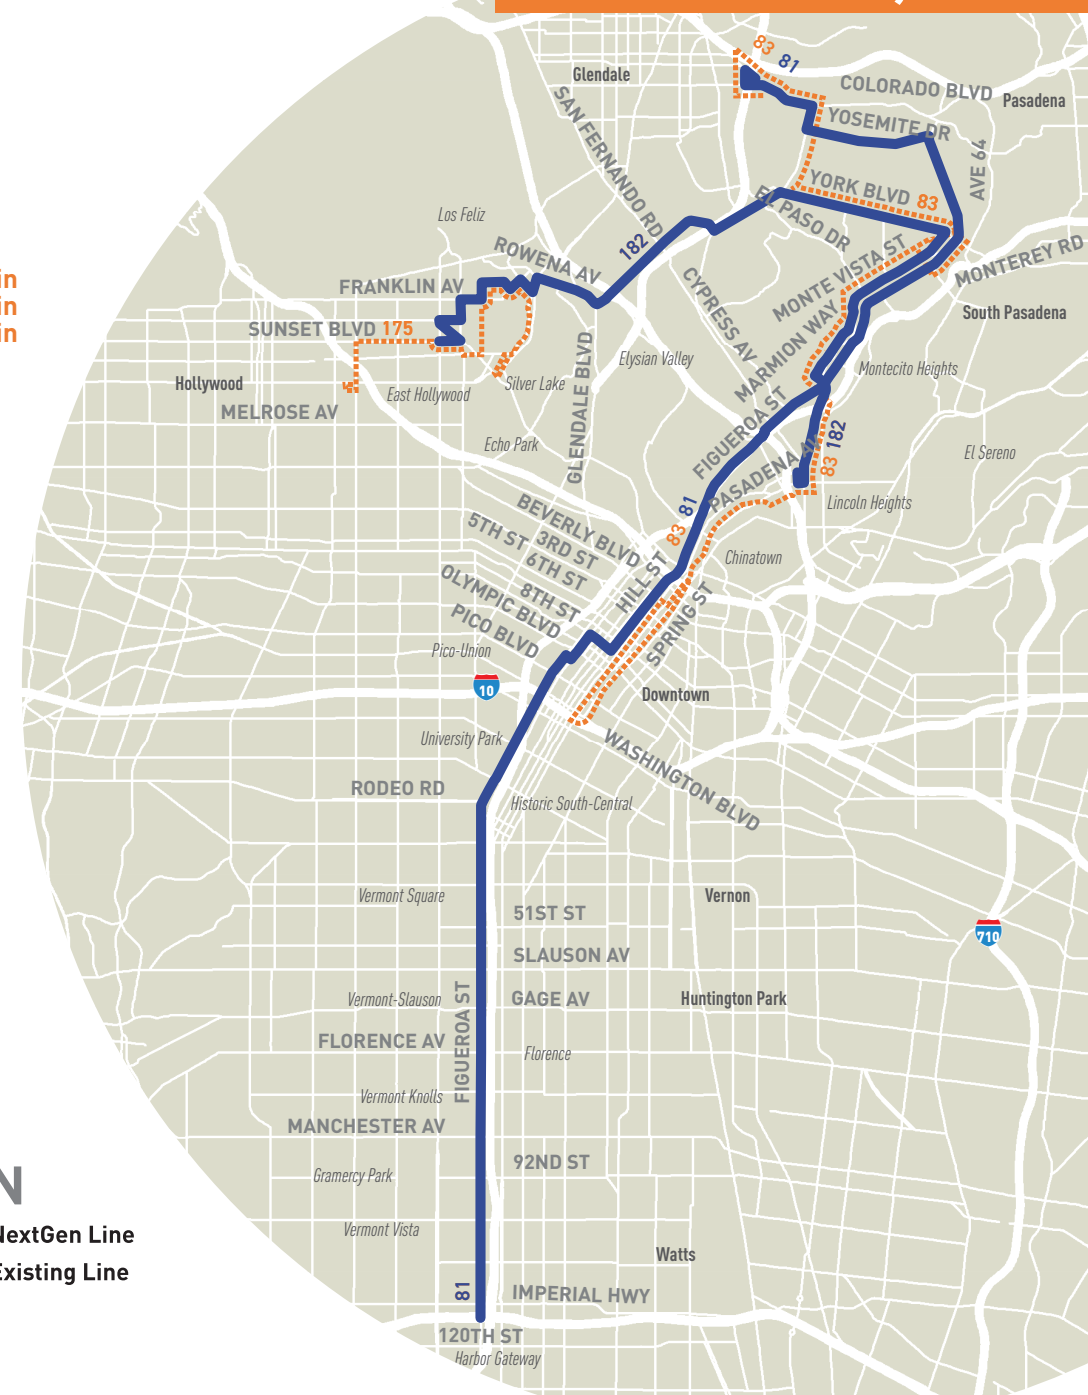 83
81
Glendale
COLORADO BLVD
Pasadena
SAN FERNANDO RD
YOSEMITE DR
AVE 64
YORK BLVD 83
EL PASO DR
Los Feliz
182
ROWENA AV
MONTE VISTA ST
MONTEREY RD
in
in
in
FRANKLIN AV
CYPRESS AV
MARMION WAY
South Pasadena
SUNSET BLVD 175
GLENDALE BLVD
Elysian Valley
Montecito Heights
Hollywood
East Hollywood
Silver Lake
MELROSE AV
FIGUEROA ST
83 182
Echo Park
PASADENA AV
El Sereno
Lincoln Heights
83 81
BEVERLY BLVD
3RD ST
5TH ST
6TH ST
Chinatown
8TH ST
OLYMPIC BLVD
PICO BLVD
HILL ST
SPRING ST
Pico-Union
10
Downtown
University Park
WASHINGTON BLVD
RODEO RD
Historic South-Central
Vermont Square
Vernon
51ST ST
710
SLAUSON AV
Vermont-Slauson
GAGE AV
Huntington Park
FIGUEROA ST
FLORENCE AV
Florence
Vermont Knolls
MANCHESTER AV
92ND ST
Gramercy Park
N
Vermont Vista
NextGen Line
Watts
Existing Line
81
IMPERIAL HWY
120TH ST
Harbor Gateway